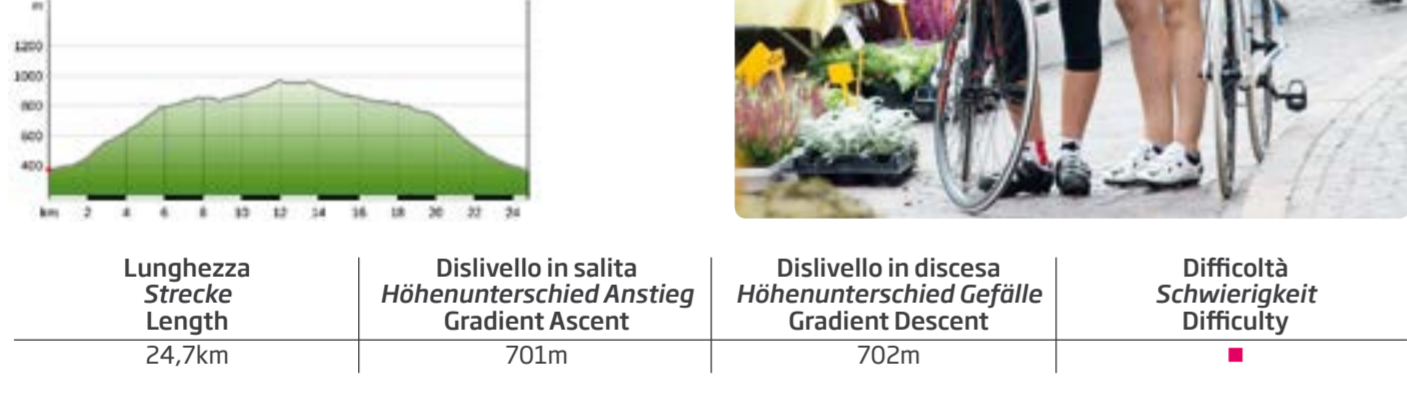 m
1200
1000
800
600
400
km 2 4 6 8 10 12 14 16 18 20 22 24
Lunghezza
Strecke
Length
Dislivello in salita
Höhenunterschied Anstieg
Gradient Ascent
Dislivello in discesa
Höhenunterschied Gefälle
Gradient Descent
Difficoltà
Schwierigkeit
Difficulty
24,7km 701m 702m